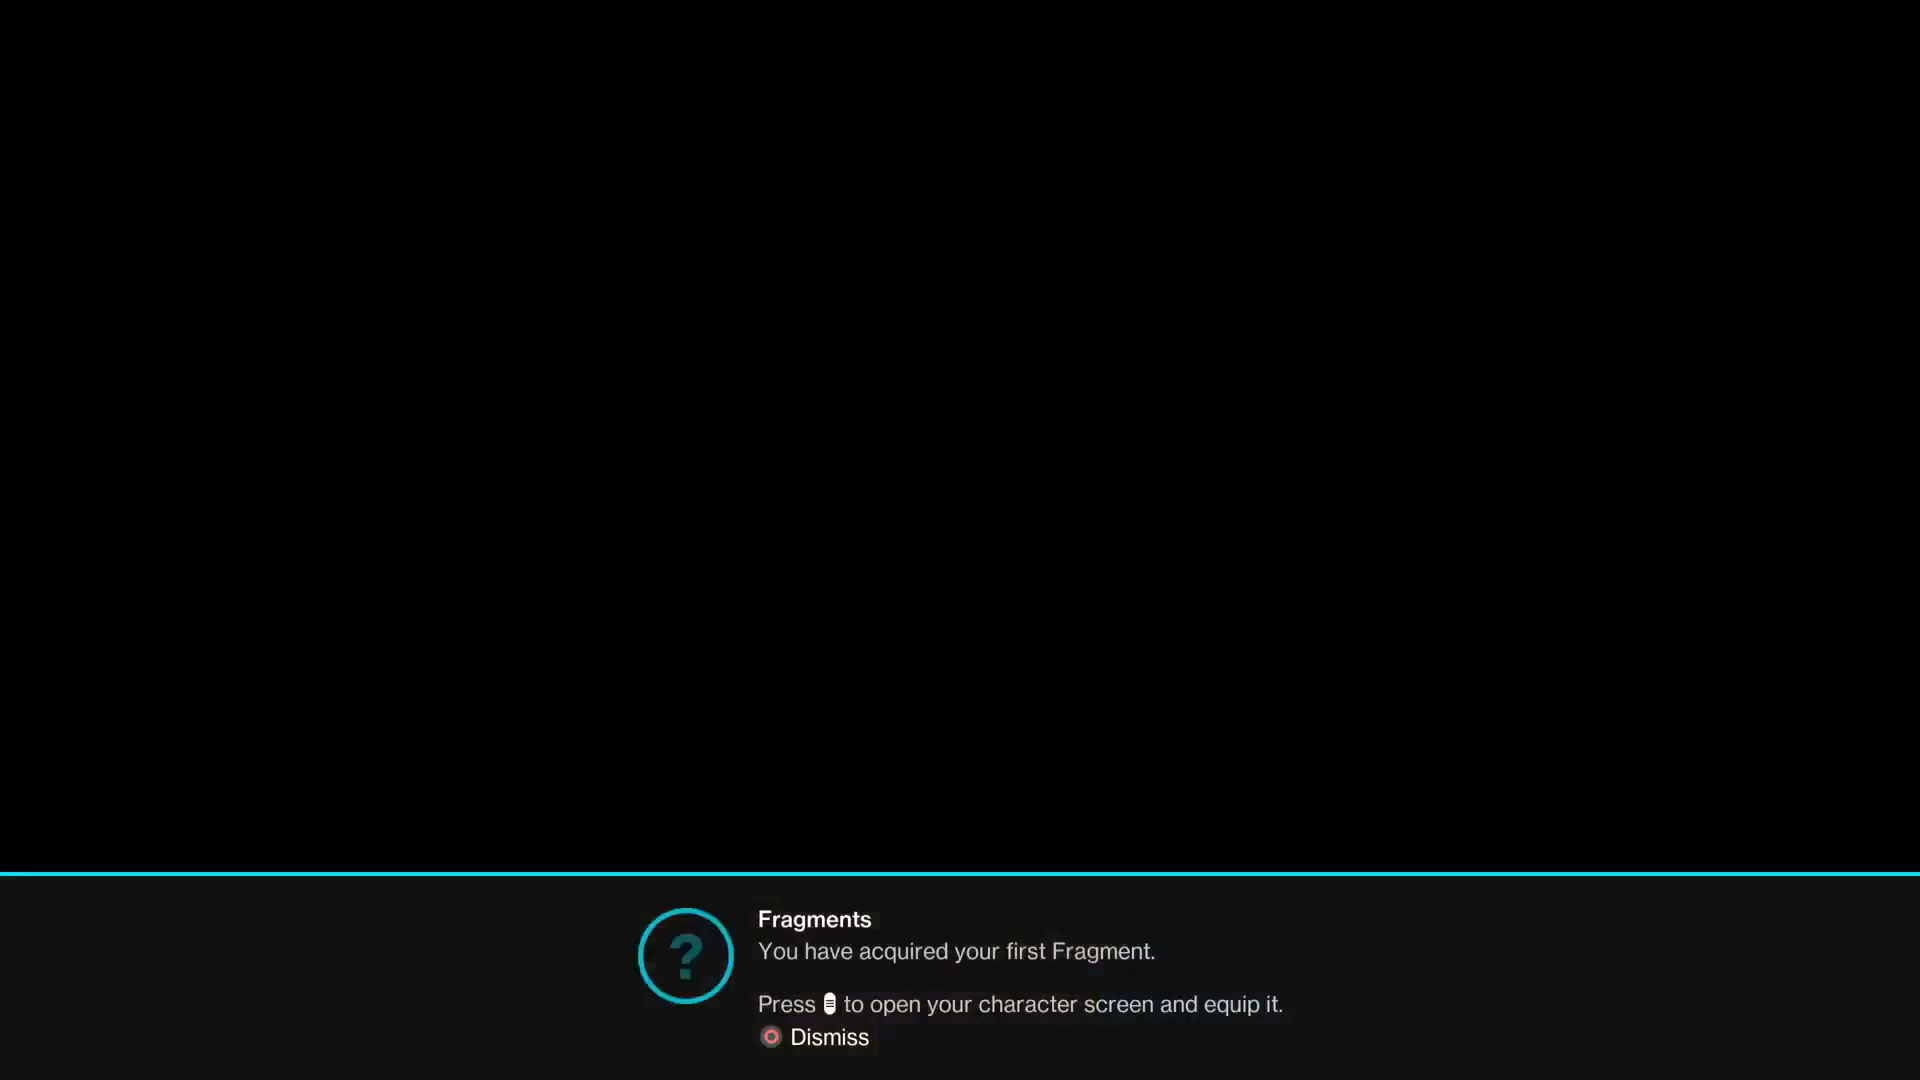 ?
Fragments
You have acquired your first Fragment.
Press to open your character screen and equip it.
Dismiss